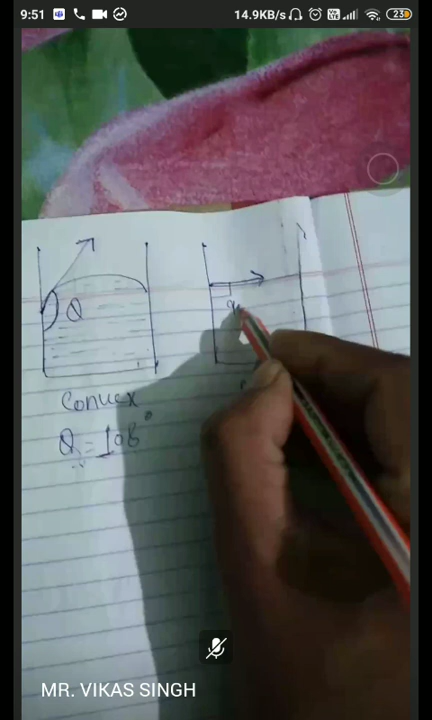 9:51
14.9KB/s
23
θ
Convex
θ = 108°
MR. VIKAS SINGH